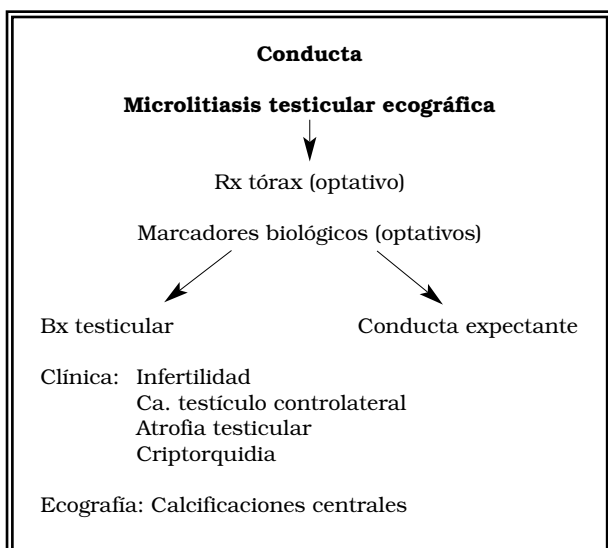 Conducta
Microlitiasis testicular ecográfica
Rx tórax (optativo)
Marcadores biológicos (optativos)
Bx testicular Conducta expectante
Clínica: Infertilidad
Ca. testículo controlateral
Atrofia testicular
Criptorquidia
Ecografía: Calcificaciones centrales